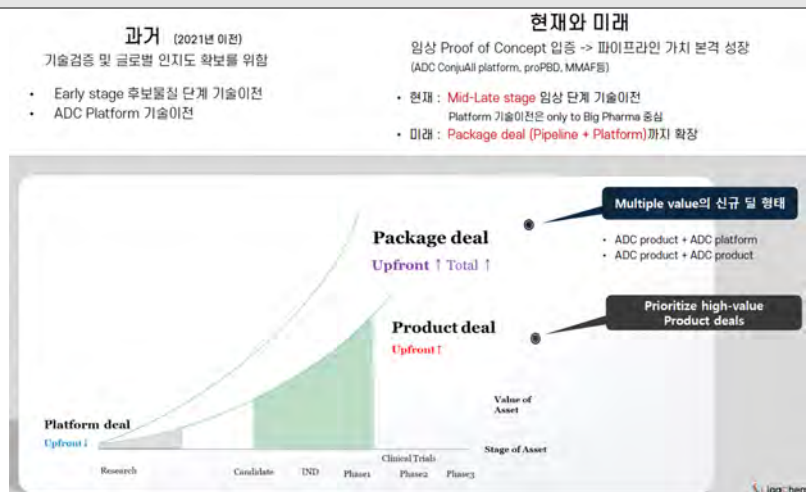 과거 (2021년 이전)
기술검증 및 글로벌 인지도 확보를 위함
• Early stage 후보물질 단계 기술이전
• ADC Platform 기술이전
현재와 미래
임상 Proof of Concept 입증 -> 파이프라인 가치 본격 성장
(ADC ConjuAll platform, proPBD, MMAF등)
• 현재 : Mid-Late stage 임상 단계 기술이전
Platform 기술이전은 only to Big Pharma 중심
• 미래 : Package deal (Pipeline + Platform)까지 확장
Multiple value의 신규 딜 형태
• ADC product + ADC platform
• ADC product + ADC product
Package deal
Upfront ↑ Total ↑
Prioritize high-value
Product deals
Product deal
Upfront↑
Value of
Asset
Platform deal
Upfront↓
Stage of Asset
Clinical Trials
Research
Candidate
IND
Phase1
Phase2
Phase3